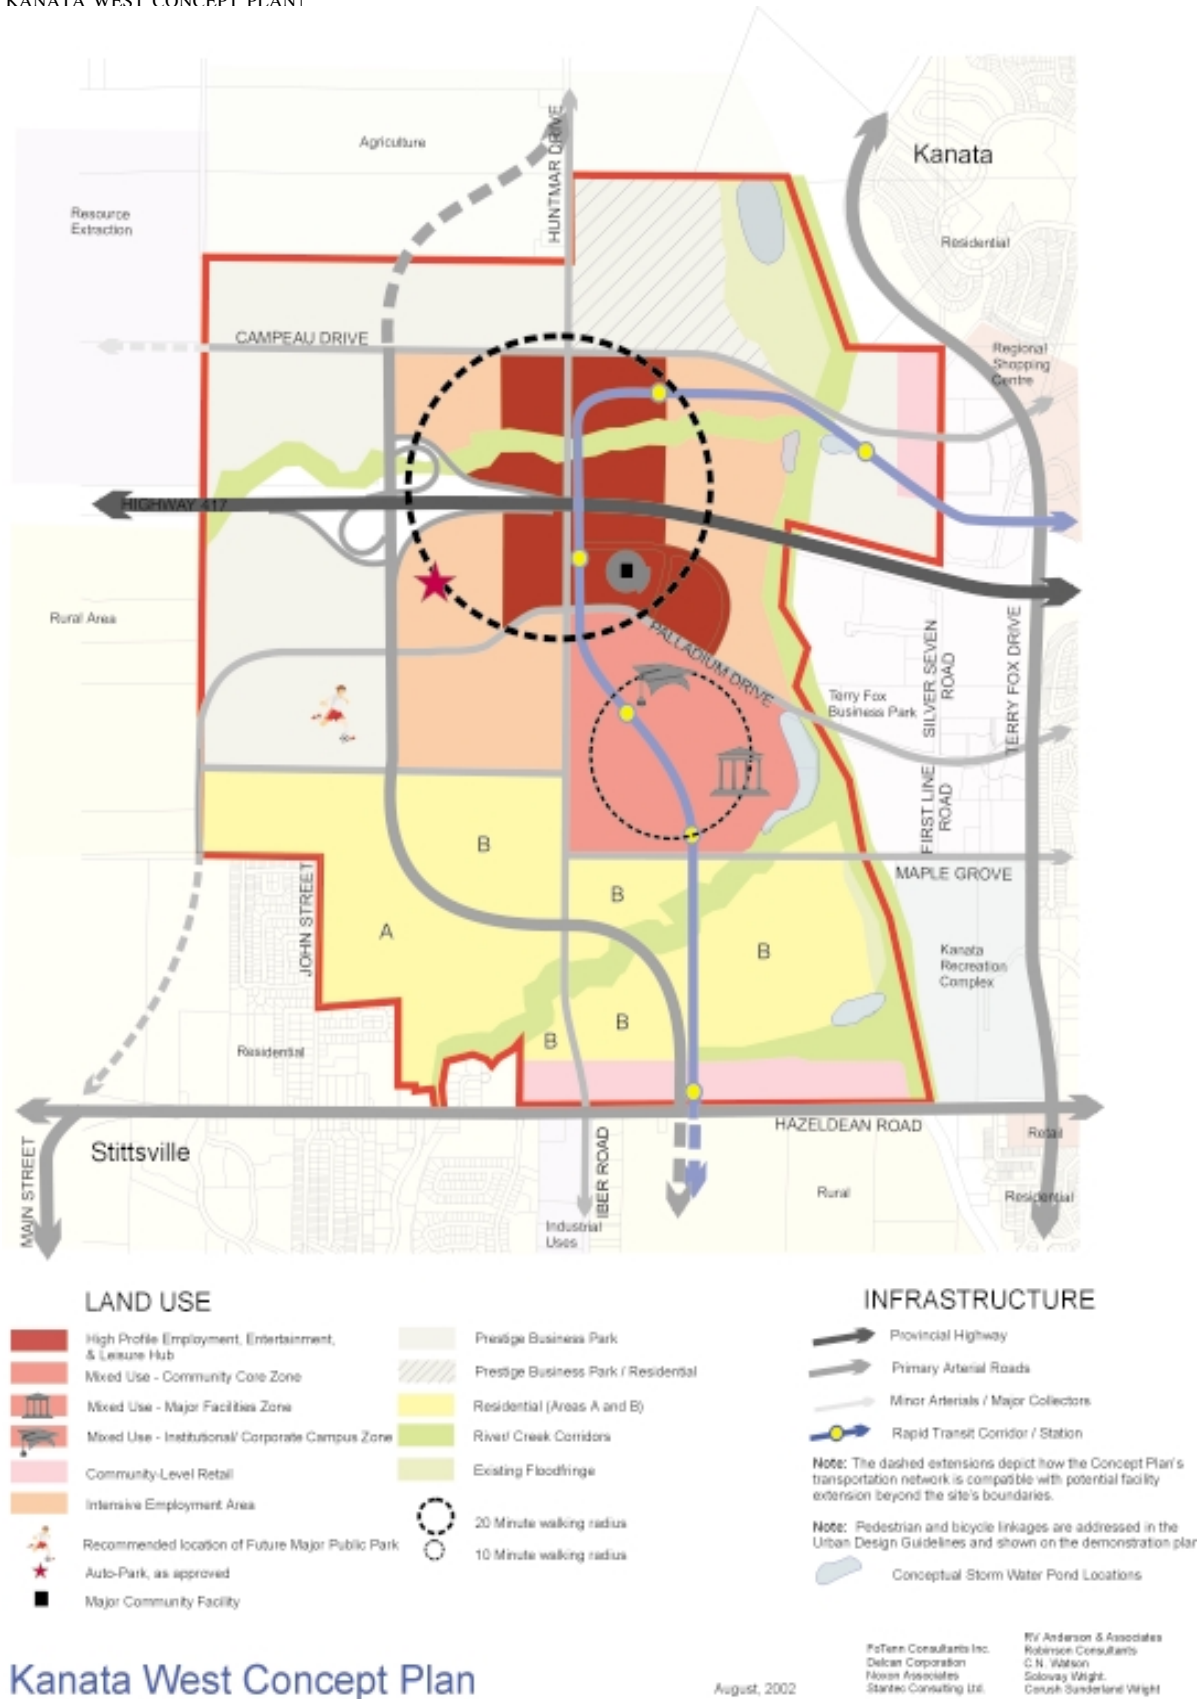 KANATA WEST CONCEPT PLAN
HUNTMAR DRIVE
Agriculture
Kanata
Resource
Extraction
Residential
CAMPEAU DRIVE
Regional
Shopping
Centre
HIGHWAY 417
Rural Area
PALLADIUM DRIVE
SILVER SEVEN
ROAD
TERRY FOX DRIVE
Terry Fox
Business Park
FIRST LINE
ROAD
B
MAPLE GROVE
JOHN STREET
B
A
B
Kanata
Recreation
Complex
B
B
Residential
HAZELDEAN ROAD
Retail
MAIN STREET
Stittsville
IBER ROAD
Rural
Residential
Industrial
Uses
LAND USE
High Profile Employment, Entertainment,
& Leisure Hub
Mixed Use - Community Core Zone
Mixed Use - Major Facilities Zone
Mixed Use - Institutional/ Corporate Campus Zone
Community-Level Retail
Intensive Employment Area
Recommended location of Future Major Public Park
Auto-Park, as approved
Major Community Facility
Prestige Business Park
Prestige Business Park / Residential
Residential (Areas A and B)
River/ Creek Corridors
Existing Floodfringe
20 Minute walking radius
10 Minute walking radius
INFRASTRUCTURE
Provincial Highway
Primary Arterial Roads
Minor Arterials / Major Collectors
Rapid Transit Corridor / Station
Note: The dashed extensions depict how the Concept Plan's
transportation network is compatible with potential facility
extension beyond the site's boundaries.
Note: Pedestrian and bicycle linkages are addressed in the
Urban Design Guidelines and shown on the demonstration plan
Conceptual Storm Water Pond Locations
Kanata West Concept Plan
August, 2002
FoTenn Consultants Inc.
Delcan Corporation
Noxon Associates
Stantec Consulting Ltd.
RV Anderson & Associates
Robinson Consultants
C.N. Watson
Soloway Wright.
Corush Sunderland Wright